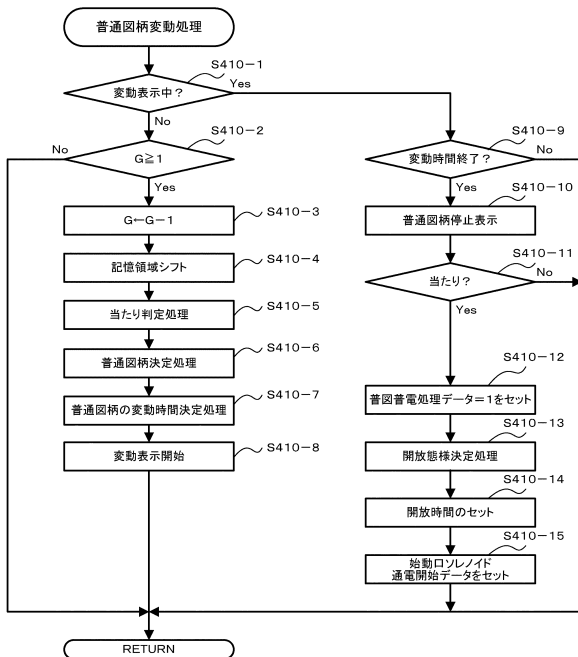 普通図柄変動処理
S410-1
変動表示中?
Yes
No
S410-2
No
G≧1
Yes
G←G-1
S410-3
記憶領域シフト
S410-4
当たり判定処理
S410-5
普通図柄決定処理
S410-6
普通図柄の変動時間決定処理
S410-7
変動表示開始
S410-8
S410-9
変動時間終了?
No
S410-10
普通図柄停止表示
S410-11
当たり?
No
Yes
S410-12
普図普電処理データ=1をセット
S410-13
開放態様決定処理
S410-14
開放時間のセット
S410-15
始動口ソレノイド
通電開始データをセット
RETURN